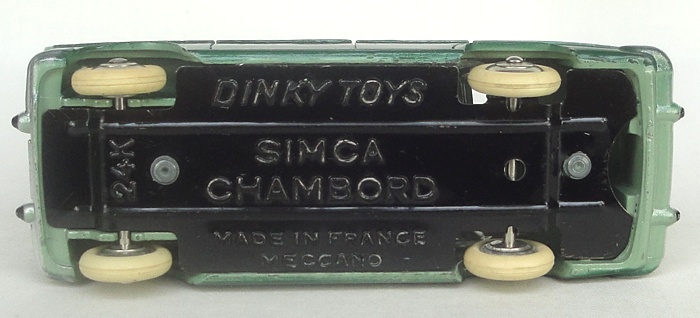 DINKY TOYS
24K
SIMCA
CHAMBORD
MADE IN FRANCE
MECCANO